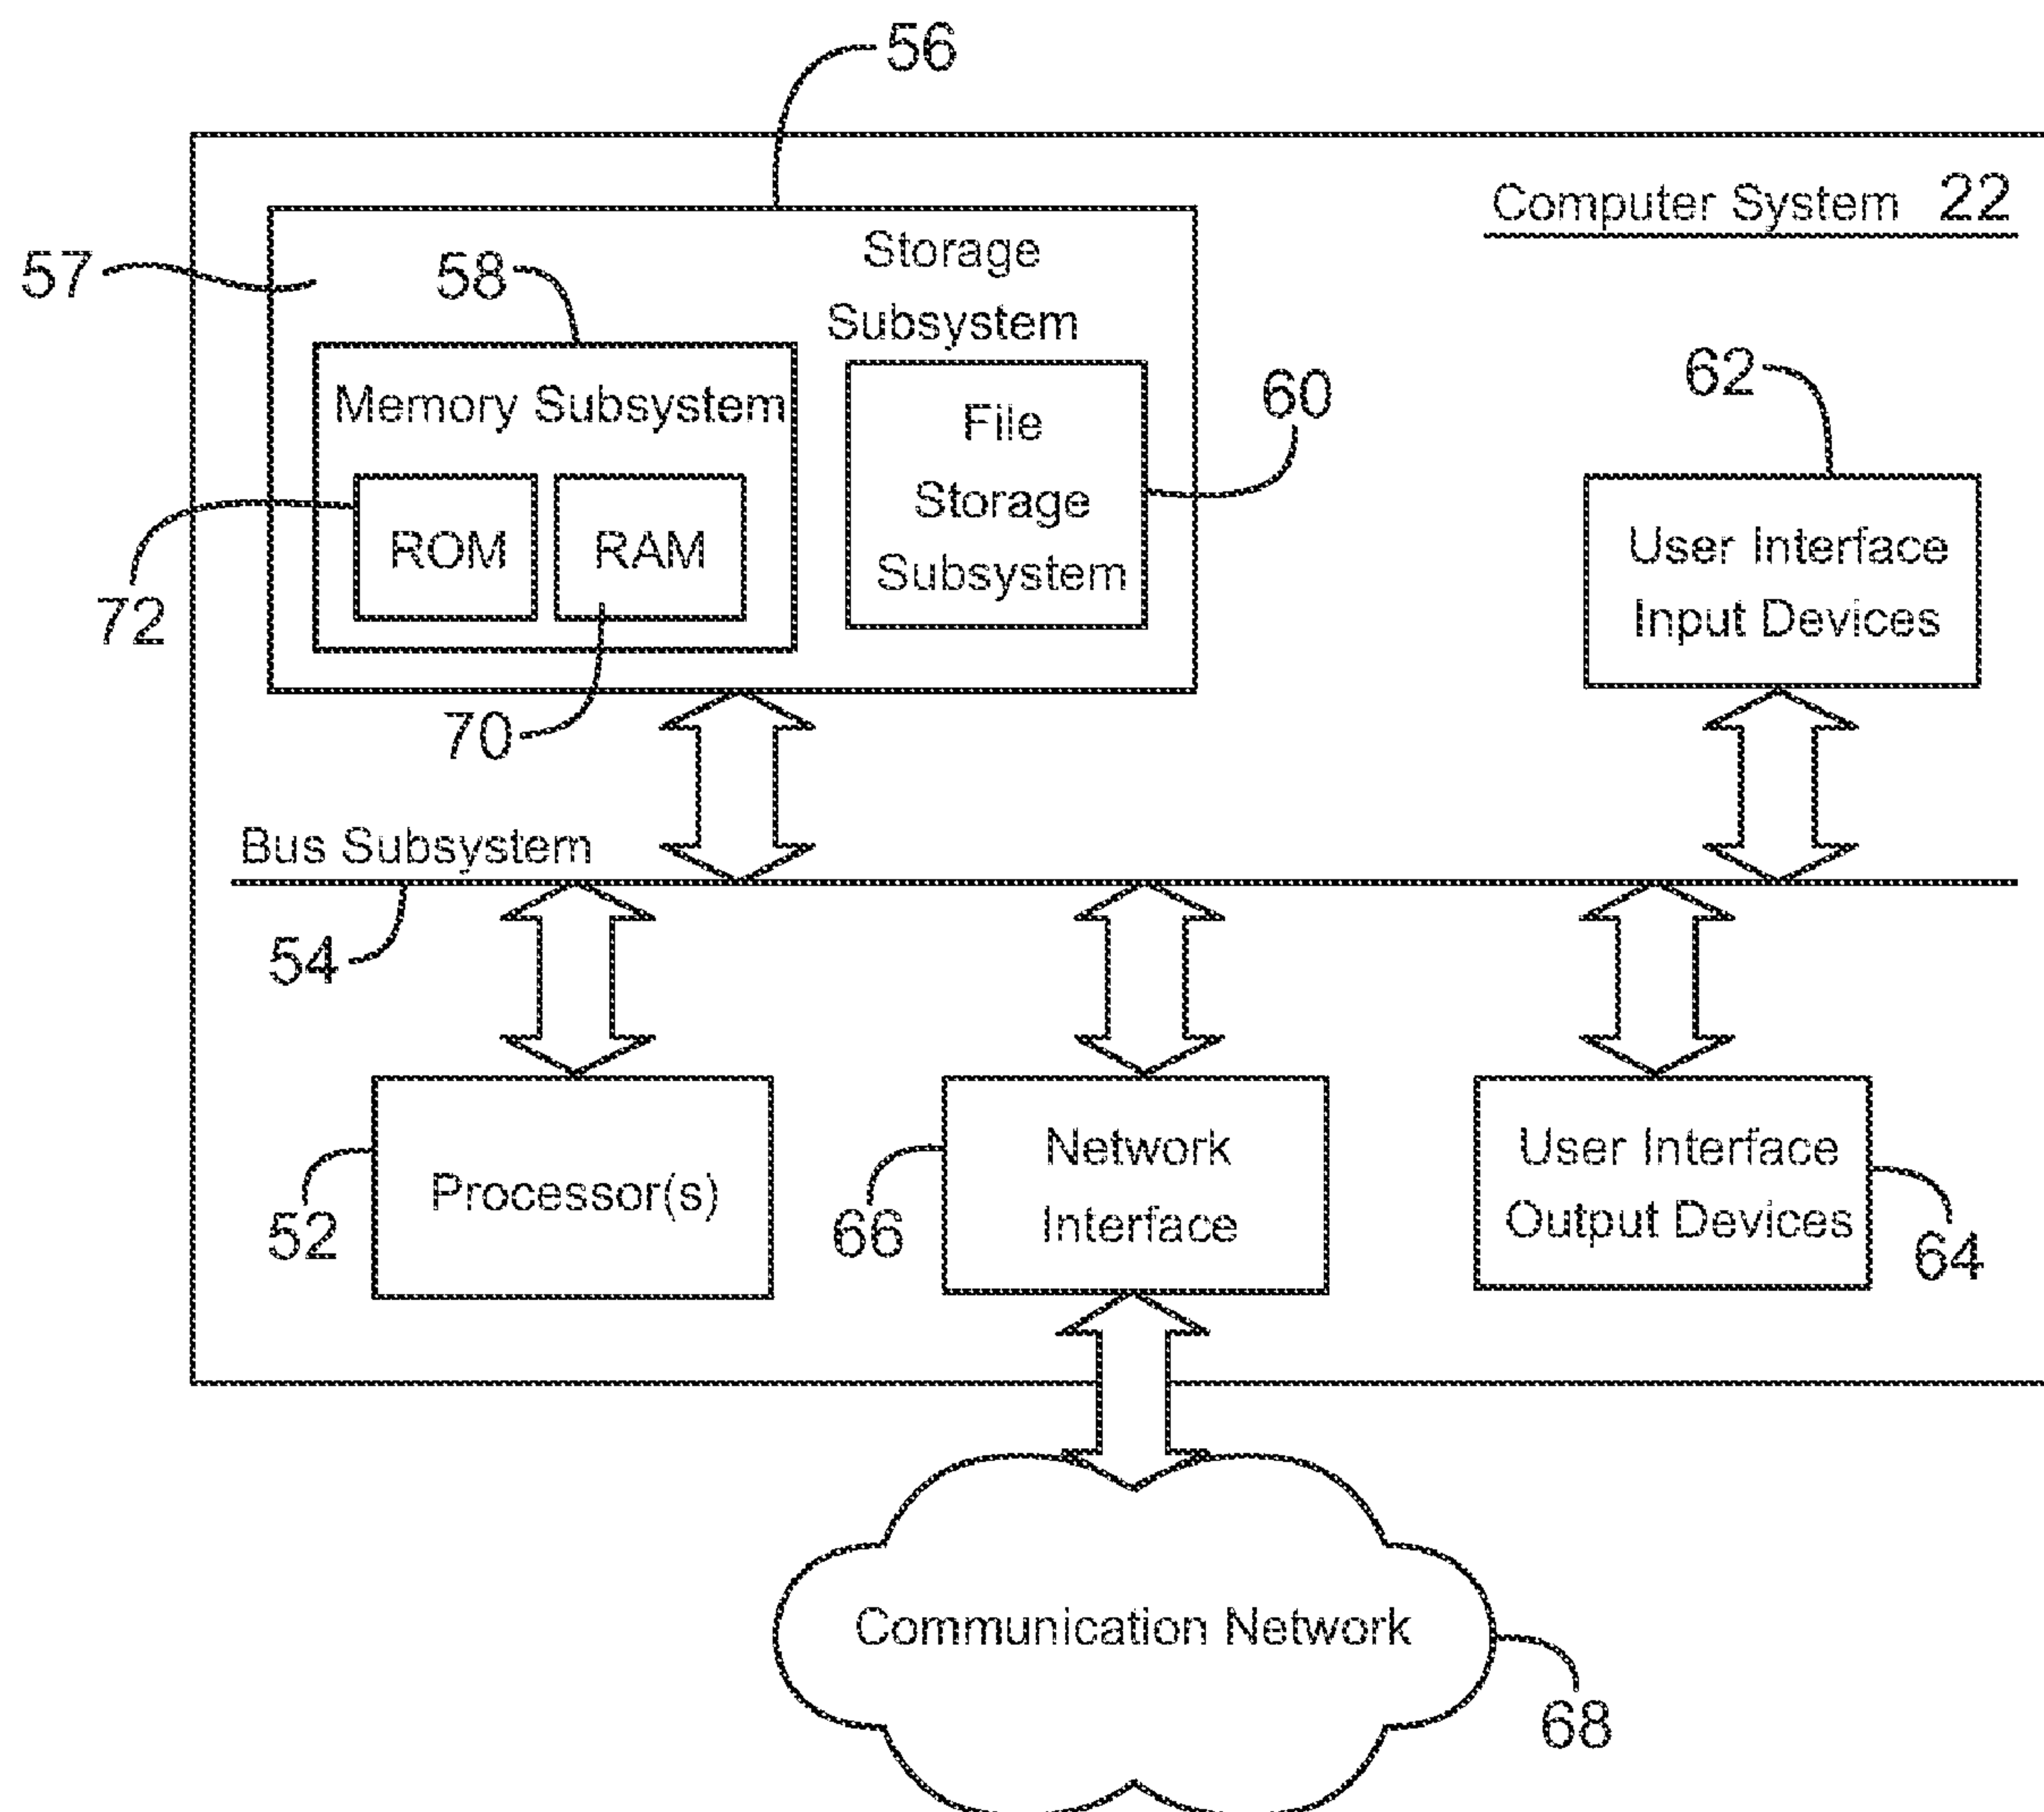 56
Computer System 22
57
58
Storage
Subsystem
Memory Subsystem
File
Storage
Subsystem
60
62
ROM
RAM
72
70
User Interface
Input Devices
Bus Subsystem
54
Processor(s)
52
Network
Interface
66
User Interface
Output Devices
64
Communication Network
68